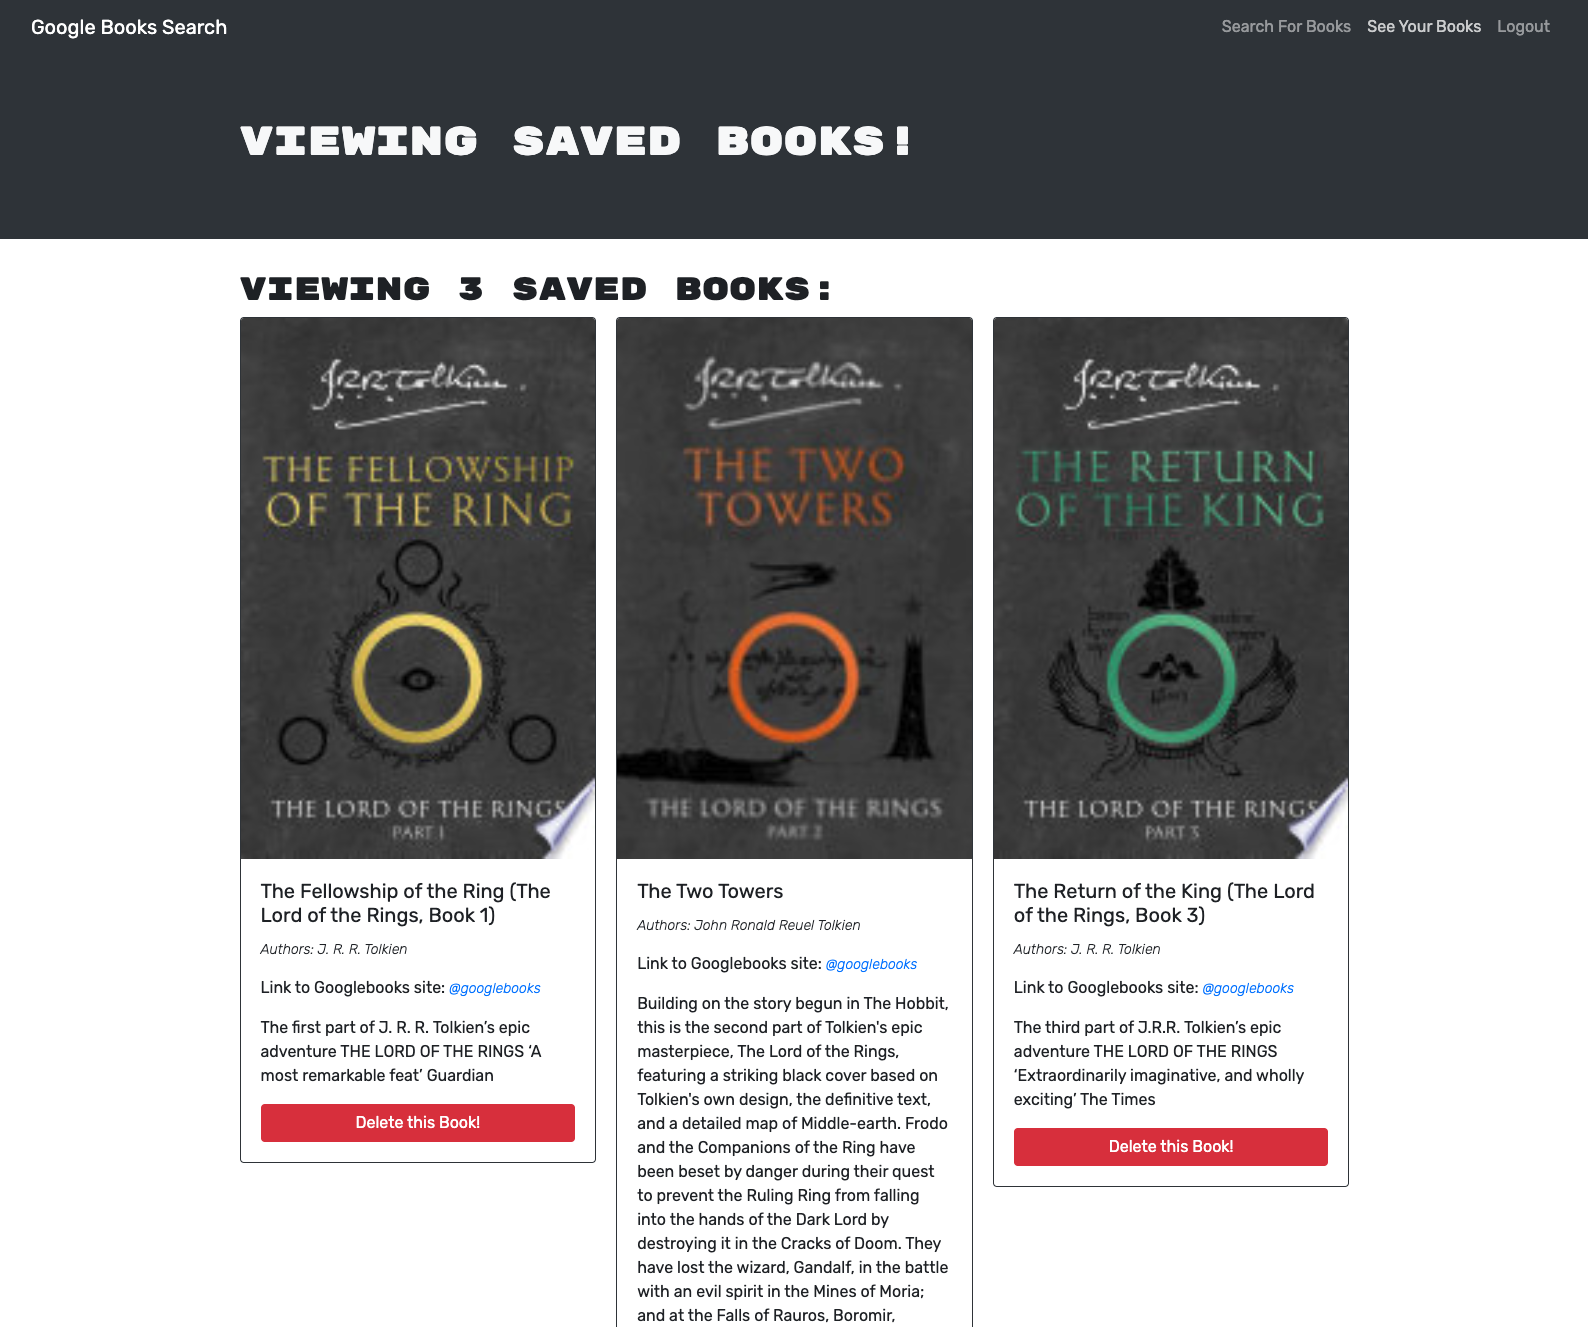 Google Books Search
Search For Books See Your Books Logout
VIEWING SAVED BOOKS!
VIEWING 3 SAVED BOOKS:
JRRTolkien.
THE FELLOWSHIP
OF THE RING
THE LORD OF THE RINGS
PART 1
The Fellowship of the Ring (The
Lord of the Rings, Book 1)
Authors: J. R. R. Tolkien
Link to Googlebooks site: @googlebooks
The first part of J. R. R. Tolkien’s epic
adventure THE LORD OF THE RINGS ‘A
most remarkable feat’ Guardian
Delete this Book!
JRRTolkien.
THE TWO
TOWERS
THE LORD OF THE RINGS
PART 2
The Two Towers
Authors: John Ronald Reuel Tolkien
Link to Googlebooks site: @googlebooks
Building on the story begun in The Hobbit,
this is the second part of Tolkien's epic
masterpiece, The Lord of the Rings,
featuring a striking black cover based on
Tolkien's own design, the definitive text,
and a detailed map of Middle-earth. Frodo
and the Companions of the Ring have
been beset by danger during their quest
to prevent the Ruling Ring from falling
into the hands of the Dark Lord by
destroying it in the Cracks of Doom. They
have lost the wizard, Gandalf, in the battle
with an evil spirit in the Mines of Moria;
and at the Falls of Rauros, Boromir,
JRRTolkien.
THE RETURN
OF THE KING
THE LORD OF THE RINGS
PART 3
The Return of the King (The Lord
of the Rings, Book 3)
Authors: J. R. R. Tolkien
Link to Googlebooks site: @googlebooks
The third part of J.R.R. Tolkien’s epic
adventure THE LORD OF THE RINGS
‘Extraordinarily imaginative, and wholly
exciting’ The Times
Delete this Book!